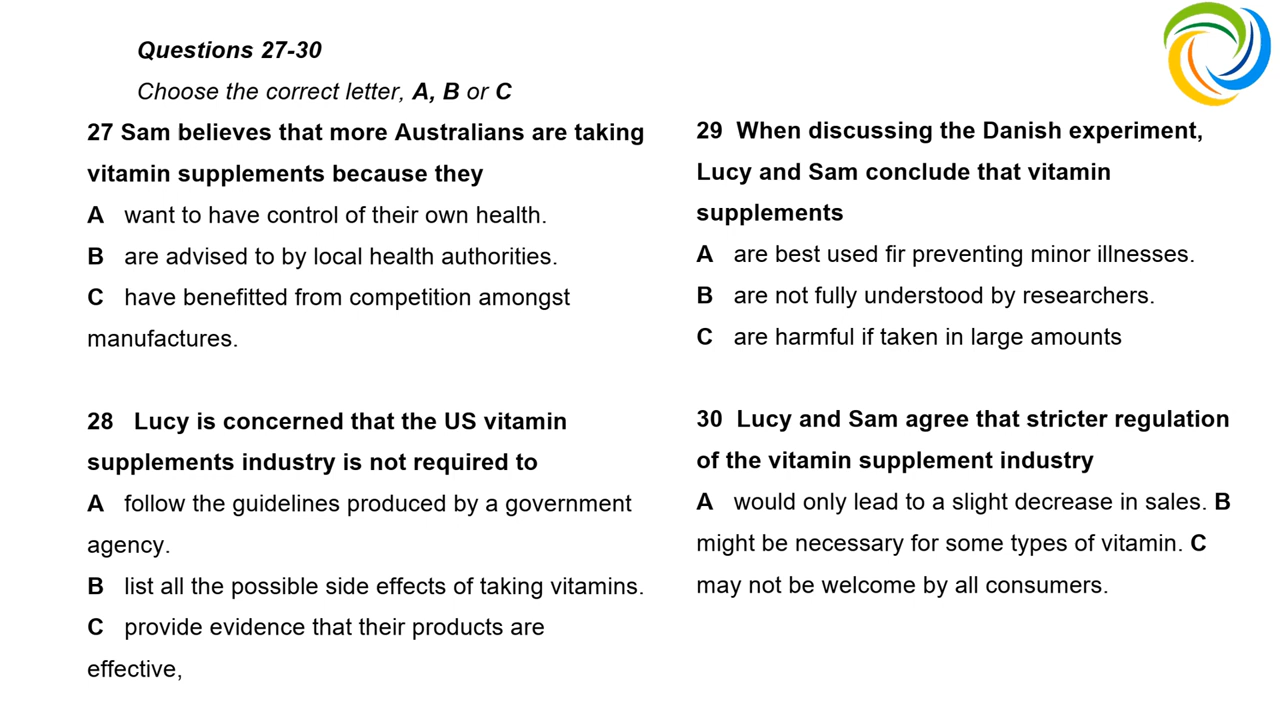 Questions 27-30
Choose the correct letter, A, B or C
27 Sam believes that more Australians are taking
vitamin supplements because they
A want to have control of their own health.
B are advised to by local health authorities.
C have benefitted from competition amongst
manufactures.
28 Lucy is concerned that the US vitamin
supplements industry is not required to
A follow the guidelines produced by a government
agency.
B list all the possible side effects of taking vitamins.
C provide evidence that their products are
effective,
29 When discussing the Danish experiment,
Lucy and Sam conclude that vitamin
supplements
A are best used fir preventing minor illnesses.
B are not fully understood by researchers.
C are harmful if taken in large amounts
30 Lucy and Sam agree that stricter regulation
of the vitamin supplement industry
A would only lead to a slight decrease in sales. B
might be necessary for some types of vitamin. C
may not be welcome by all consumers.